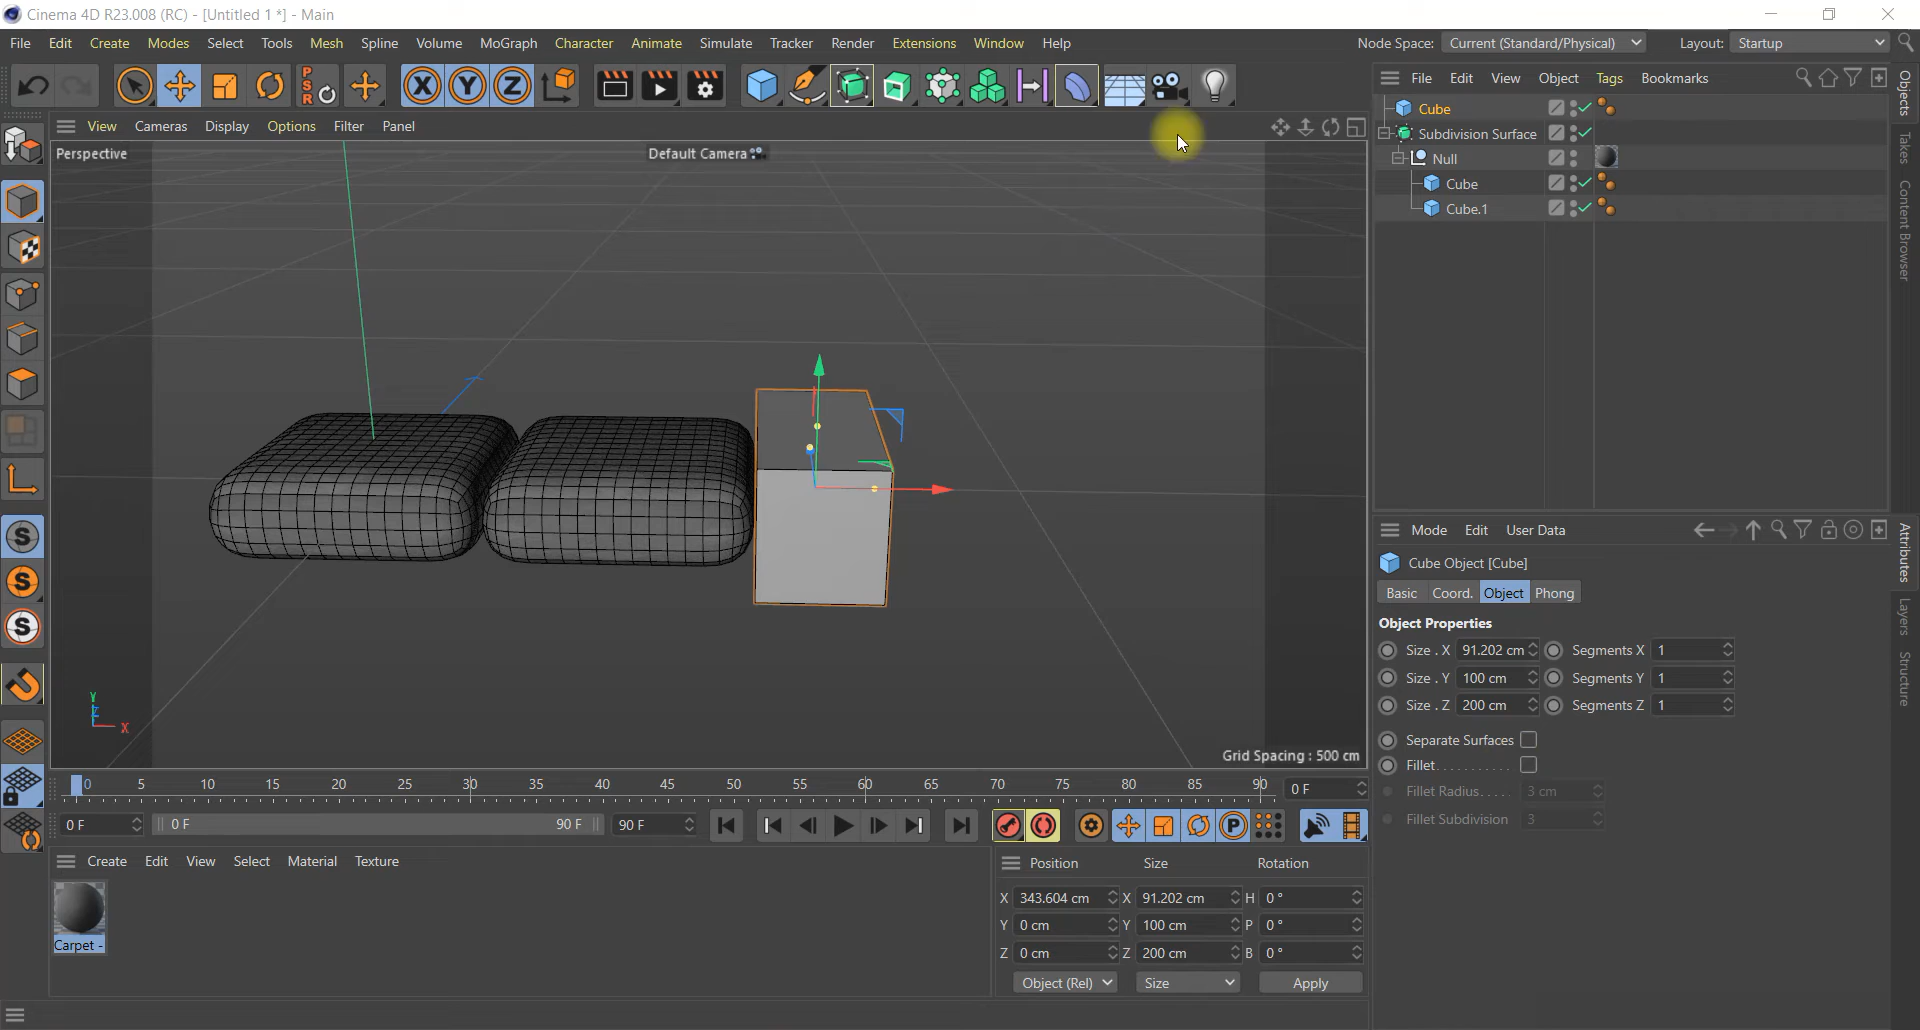 Cinema 4D R23.008 (RC) - [Untitled 1 *] - Main
File Edit Create Modes Select Tools Mesh Spline Volume MoGraph Character Animate Simulate Tracker Render Extensions Window Help
Node Space: Current (Standard/Physical) Layout: Startup
P S R X Y Z
File Edit View Object Tags Bookmarks
View Cameras Display Options Filter Panel
Perspective
Default Camera
Cube
Subdivision Surface
Null
Cube
Cube.1
Objects
Takes
Content Browser
S
S
S
Y
Z
X
Grid Spacing : 500 cm
Mode Edit User Data
Cube Object [Cube]
Basic Coord. Object Phong
Object Properties
Size . X 91.202 cm Segments X 1
Size . Y 100 cm Segments Y 1
Size . Z 200 cm Segments Z 1
Separate Surfaces
Fillet
Fillet Radius..... 3 cm
Fillet Subdivision 3
Attributes
Layers
Structure
0 5 10 15 20 25 30 35 40 45 50 55 60 65 70 75 80 85 90 0 F
0 F 0 F 90 F 90 F
P
Create Edit View Select Material Texture
Carpet -
Position Size Rotation
X 343.604 cm X 91.202 cm H 0 °
Y 0 cm Y 100 cm P 0 °
Z 0 cm Z 200 cm B 0 °
Object (Rel) Size Apply